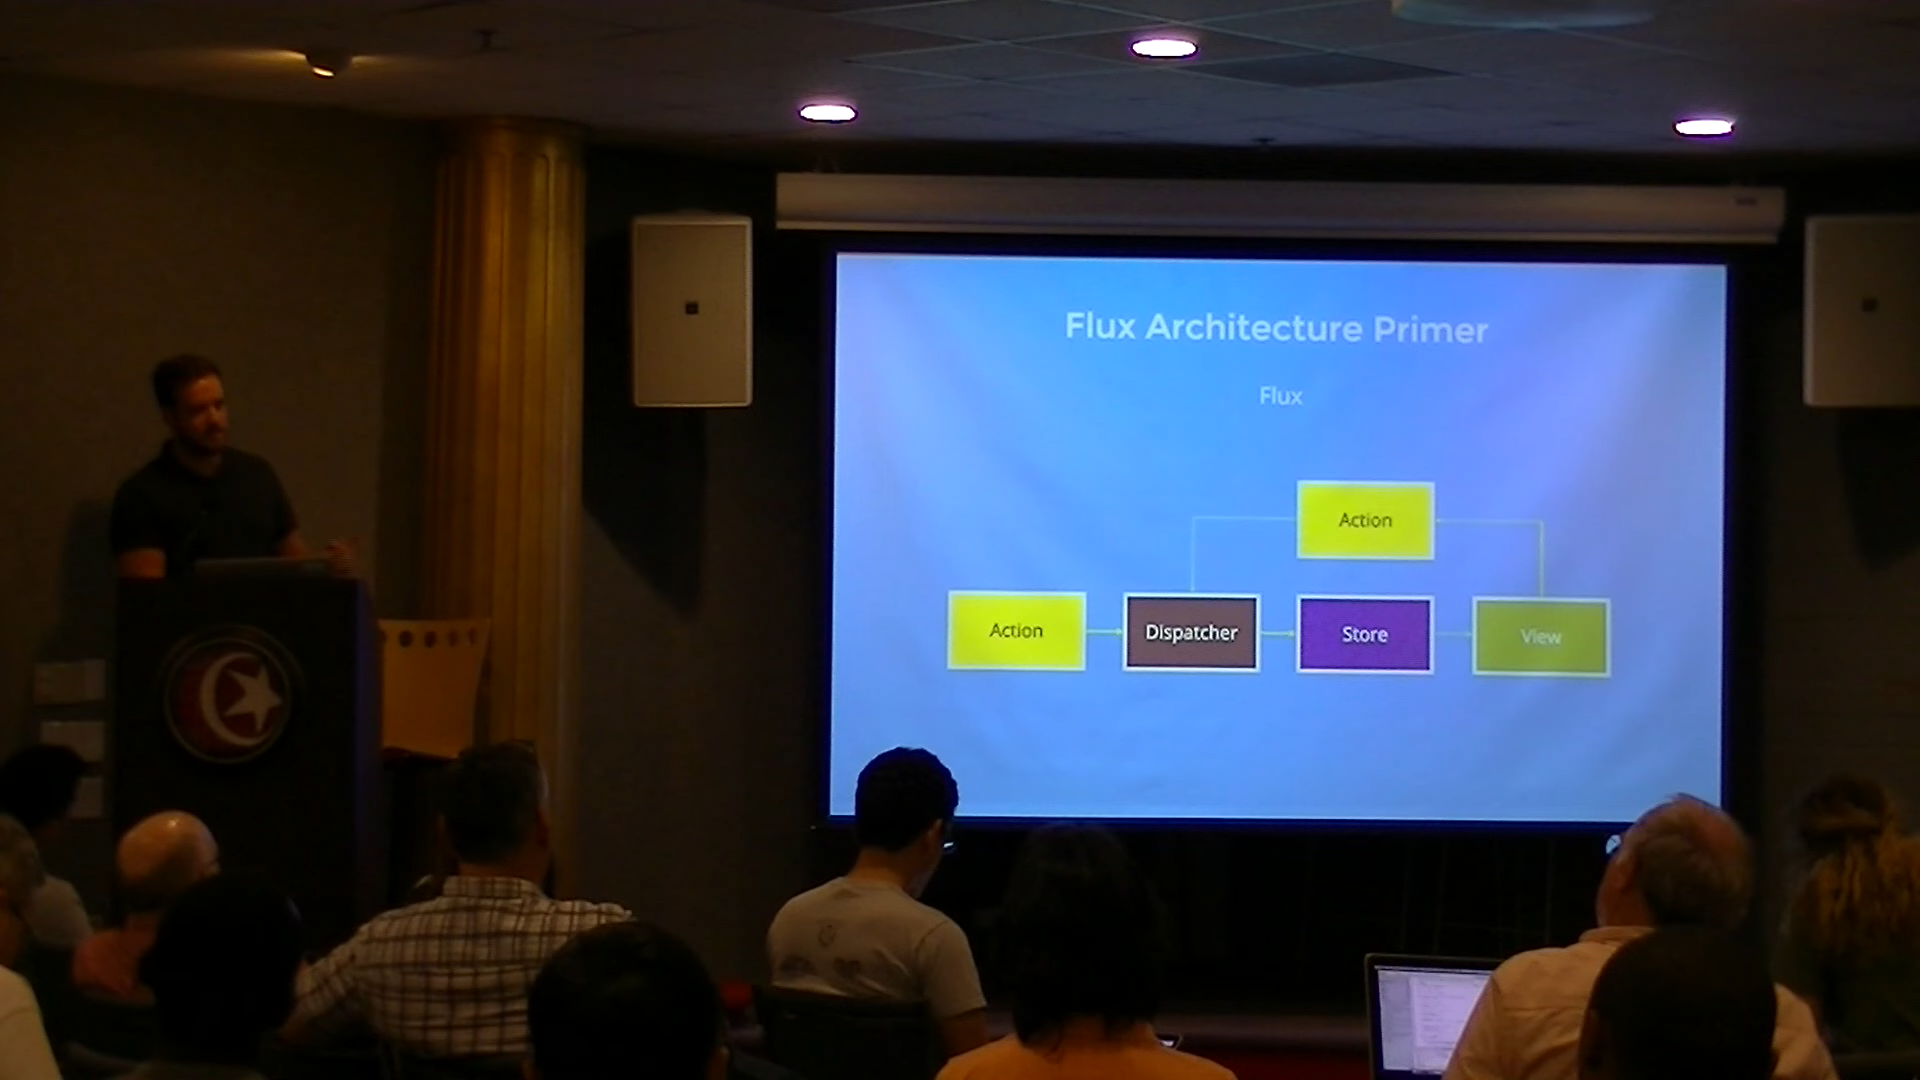 Flux Architecture Primer
Flux
Action
Action
Dispatcher
Store
View